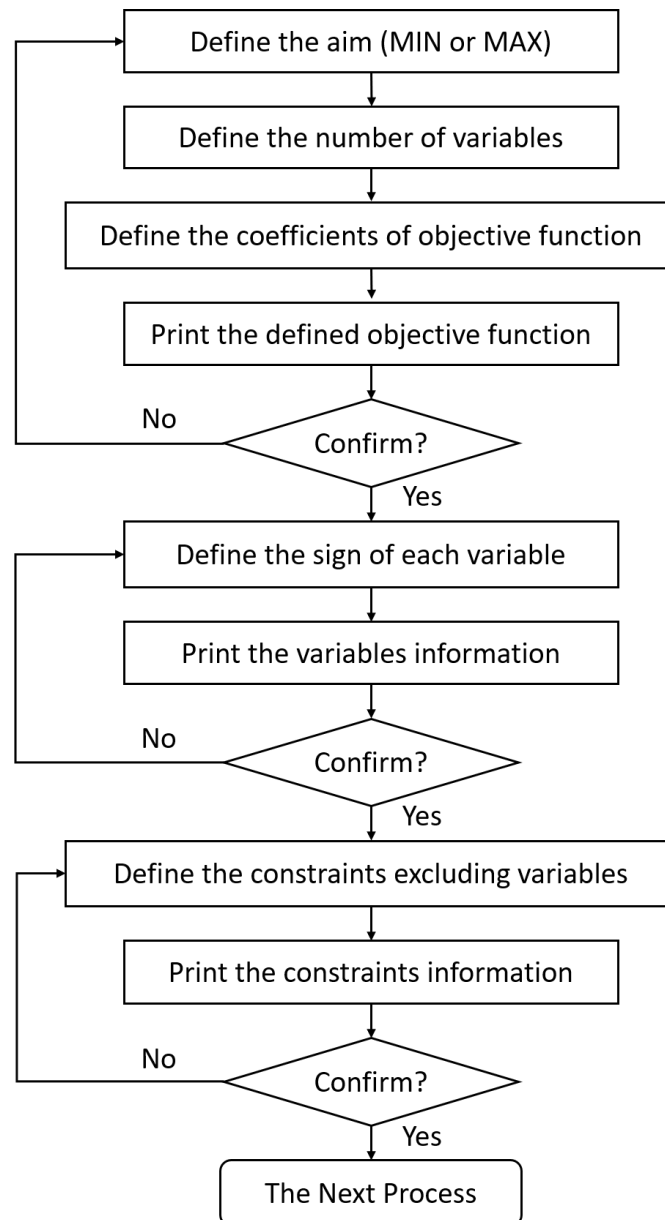 Define the aim (MIN or MAX)
Define the number of variables
Define the coefficients of objective function
Print the defined objective function
No
Confirm?
Yes
Define the sign of each variable
Print the variables information
No
Confirm?
Yes
Define the constraints excluding variables
Print the constraints information
No
Confirm?
Yes
The Next Process